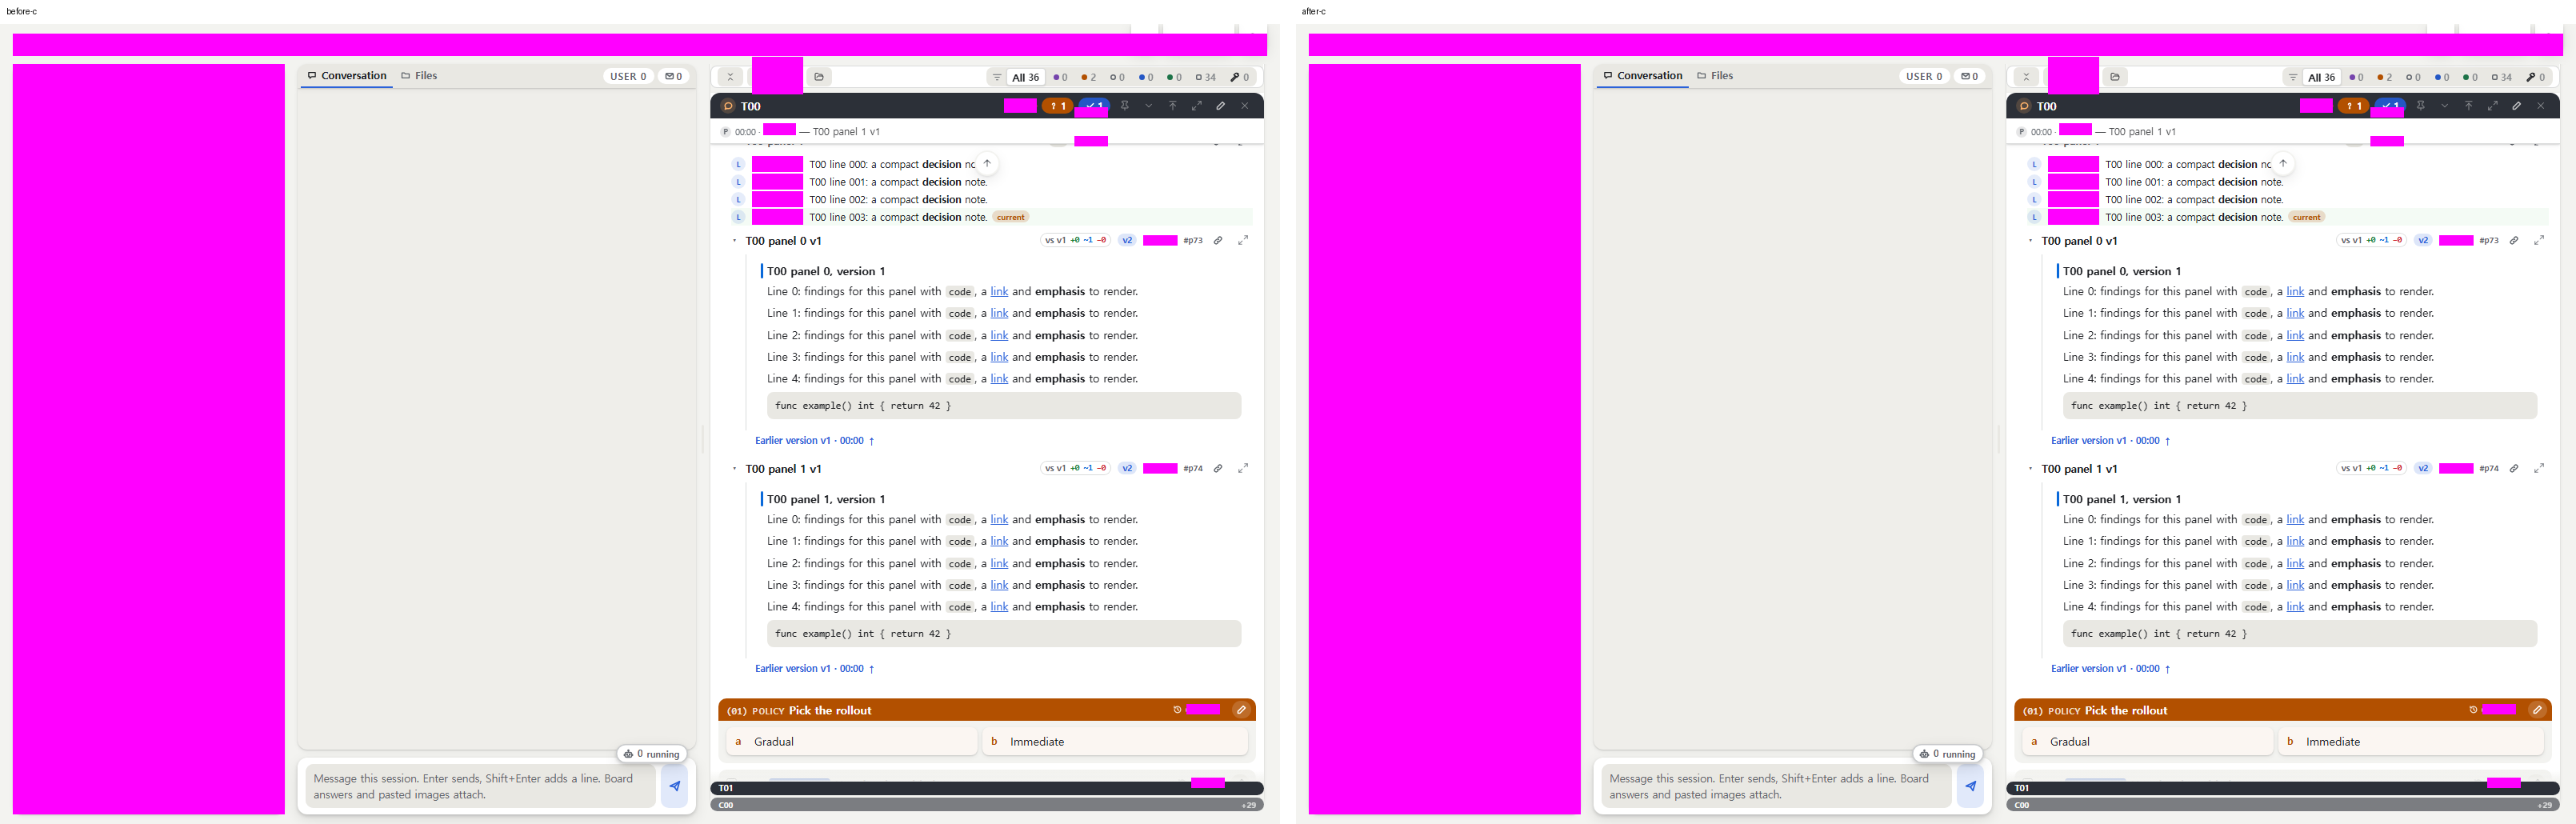 before-c
Conversation Files USER 0 0
All 36 0 2 0 0 0 34 0
T00 ? 1 ✓ 1
P 00:00 · — T00 panel 1 v1
L T00 line 000: a compact decision
L T00 line 001: a compact decision note.
L T00 line 002: a compact decision note.
L T00 line 003: a compact decision note. current
T00 panel 0 v1 vs v1 +0 ~1 −0 v2 #p73
T00 panel 0, version 1
Line 0: findings for this panel with code, a link and emphasis to render.
Line 1: findings for this panel with code, a link and emphasis to render.
Line 2: findings for this panel with code, a link and emphasis to render.
Line 3: findings for this panel with code, a link and emphasis to render.
Line 4: findings for this panel with code, a link and emphasis to render.
func example() int { return 42 }
Earlier version v1 · 00:00 ↑
T00 panel 1 v1 vs v1 +0 ~1 −0 v2 #p74
T00 panel 1, version 1
Line 0: findings for this panel with code, a link and emphasis to render.
Line 1: findings for this panel with code, a link and emphasis to render.
Line 2: findings for this panel with code, a link and emphasis to render.
Line 3: findings for this panel with code, a link and emphasis to render.
Line 4: findings for this panel with code, a link and emphasis to render.
func example() int { return 42 }
Earlier version v1 · 00:00 ↑
(01) POLICY Pick the rollout
a Gradual b Immediate
0 running
Message this session. Enter sends, Shift+Enter adds a line. Board
answers and pasted images attach.
T01
C00 +29
after-c
Conversation Files USER 0 0
All 36 0 2 0 0 0 34 0
T00 ? 1 ✓ 1
P 00:00 · — T00 panel 1 v1
L T00 line 000: a compact decision
L T00 line 001: a compact decision note.
L T00 line 002: a compact decision note.
L T00 line 003: a compact decision note. current
T00 panel 0 v1 vs v1 +0 ~1 −0 v2 #p73
T00 panel 0, version 1
Line 0: findings for this panel with code, a link and emphasis to render.
Line 1: findings for this panel with code, a link and emphasis to render.
Line 2: findings for this panel with code, a link and emphasis to render.
Line 3: findings for this panel with code, a link and emphasis to render.
Line 4: findings for this panel with code, a link and emphasis to render.
func example() int { return 42 }
Earlier version v1 · 00:00 ↑
T00 panel 1 v1 vs v1 +0 ~1 −0 v2 #p74
T00 panel 1, version 1
Line 0: findings for this panel with code, a link and emphasis to render.
Line 1: findings for this panel with code, a link and emphasis to render.
Line 2: findings for this panel with code, a link and emphasis to render.
Line 3: findings for this panel with code, a link and emphasis to render.
Line 4: findings for this panel with code, a link and emphasis to render.
func example() int { return 42 }
Earlier version v1 · 00:00 ↑
(01) POLICY Pick the rollout
a Gradual b Immediate
0 running
Message this session. Enter sends, Shift+Enter adds a line. Board
answers and pasted images attach.
T01
C00 +29